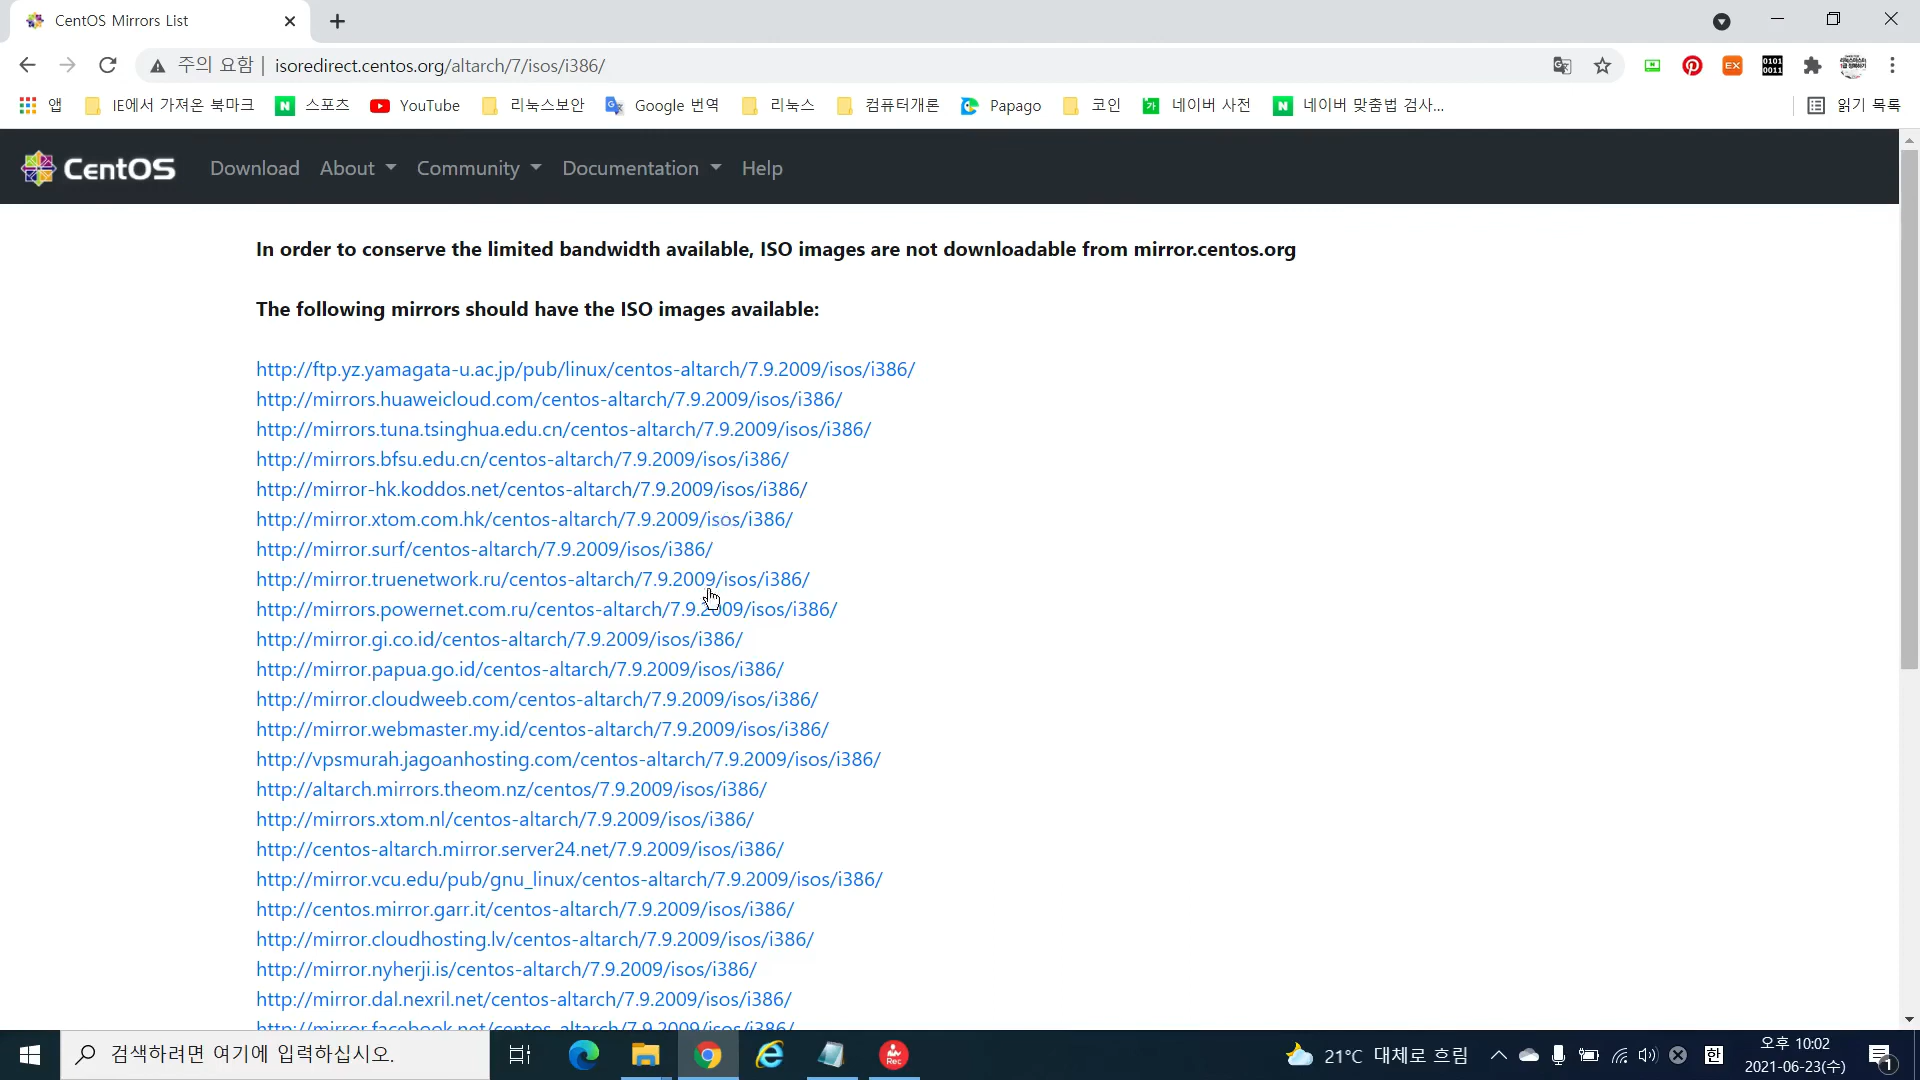 CentOS Mirrors List
주의 요함 | isoredirect.centos.org/altarch/7/isos/i386/
앱 IE에서 가져온 북마크 스포츠 YouTube 리눅스보안 Google 번역 리눅스 컴퓨터개론 Papago 코인 네이버 사전 네이버 맞춤법 검사... 읽기 목록
CentOS Download About Community Documentation Help
In order to conserve the limited bandwidth available, ISO images are not downloadable from mirror.centos.org
The following mirrors should have the ISO images available:
http://ftp.yz.yamagata-u.ac.jp/pub/linux/centos-altarch/7.9.2009/isos/i386/
http://mirrors.huaweicloud.com/centos-altarch/7.9.2009/isos/i386/
http://mirrors.tuna.tsinghua.edu.cn/centos-altarch/7.9.2009/isos/i386/
http://mirrors.bfsu.edu.cn/centos-altarch/7.9.2009/isos/i386/
http://mirror-hk.koddos.net/centos-altarch/7.9.2009/isos/i386/
http://mirror.xtom.com.hk/centos-altarch/7.9.2009/isos/i386/
http://mirror.surf/centos-altarch/7.9.2009/isos/i386/
http://mirror.truenetwork.ru/centos-altarch/7.9.2009/isos/i386/
http://mirrors.powernet.com.ru/centos-altarch/7.9.2009/isos/i386/
http://mirror.gi.co.id/centos-altarch/7.9.2009/isos/i386/
http://mirror.papua.go.id/centos-altarch/7.9.2009/isos/i386/
http://mirror.cloudweeb.com/centos-altarch/7.9.2009/isos/i386/
http://mirror.webmaster.my.id/centos-altarch/7.9.2009/isos/i386/
http://vpsmurah.jagoanhosting.com/centos-altarch/7.9.2009/isos/i386/
http://altarch.mirrors.theom.nz/centos/7.9.2009/isos/i386/
http://mirrors.xtom.nl/centos-altarch/7.9.2009/isos/i386/
http://centos-altarch.mirror.server24.net/7.9.2009/isos/i386/
http://mirror.vcu.edu/pub/gnu_linux/centos-altarch/7.9.2009/isos/i386/
http://centos.mirror.garr.it/centos-altarch/7.9.2009/isos/i386/
http://mirror.cloudhosting.lv/centos-altarch/7.9.2009/isos/i386/
http://mirror.nyherji.is/centos-altarch/7.9.2009/isos/i386/
http://mirror.dal.nexril.net/centos-altarch/7.9.2009/isos/i386/
http://mirror.facebook.net/centos-altarch/7.9.2009/isos/i386/
검색하려면 여기에 입력하십시오. Rec 21°C 대체로 흐림 한 오후 10:02
2021-06-23(수) 1